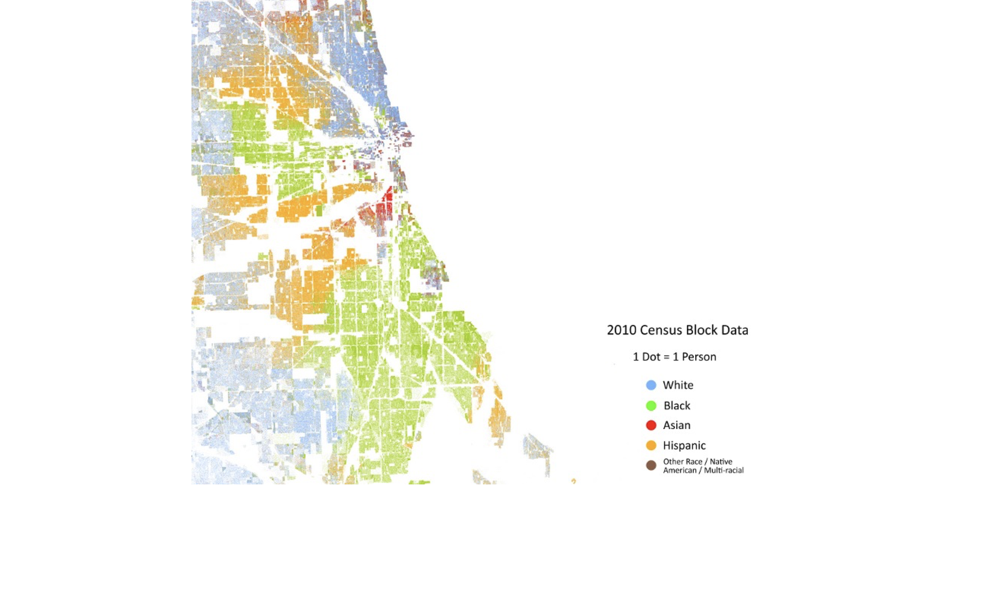 2010 Census Block Data
1 Dot = 1 Person
White
Black
Asian
Hispanic
Other Race / Native
American / Multi-racial